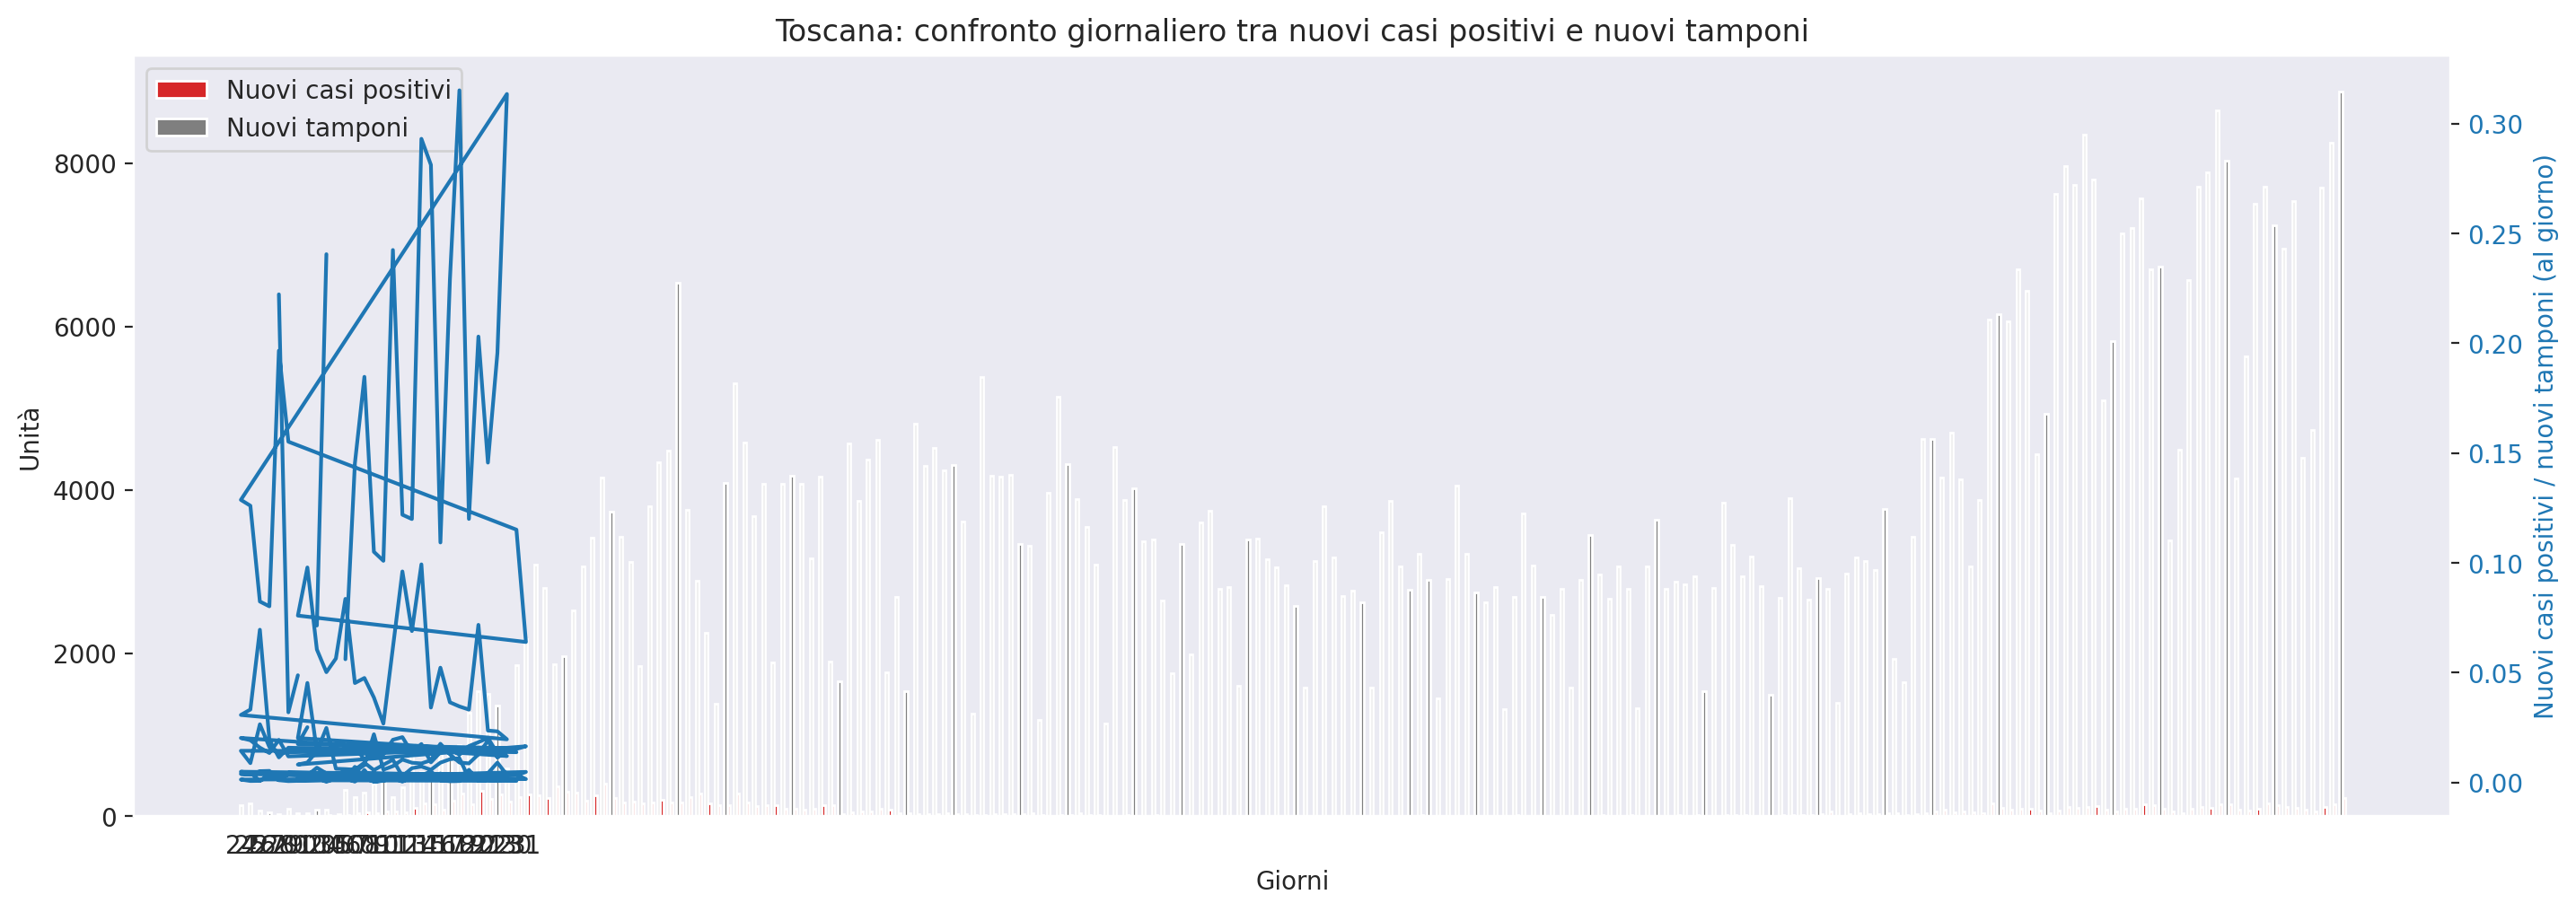 Toscana: confronto giornaliero tra nuovi casi positivi e nuovi tamponi
Nuovi casi positivi
Nuovi tamponi
8000
6000
4000
2000
0
Unità
0.30
0.25
0.20
0.15
0.10
0.05
0.00
Nuovi casi positivi / nuovi tamponi (al giorno)
Giorni